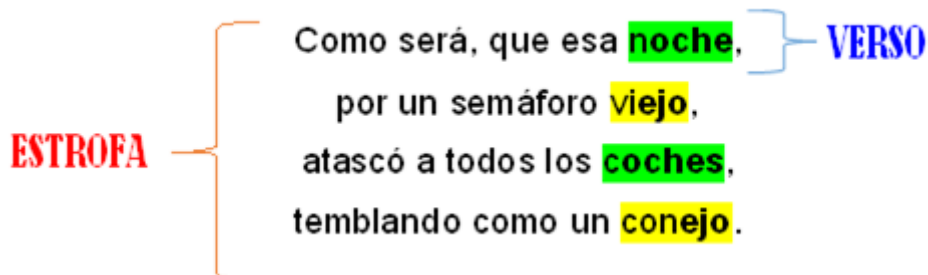 Como será, que esa noche, VERSO
por un semáforo viejo,
ESTROFA
atascó a todos los coches,
temblando como un conejo.